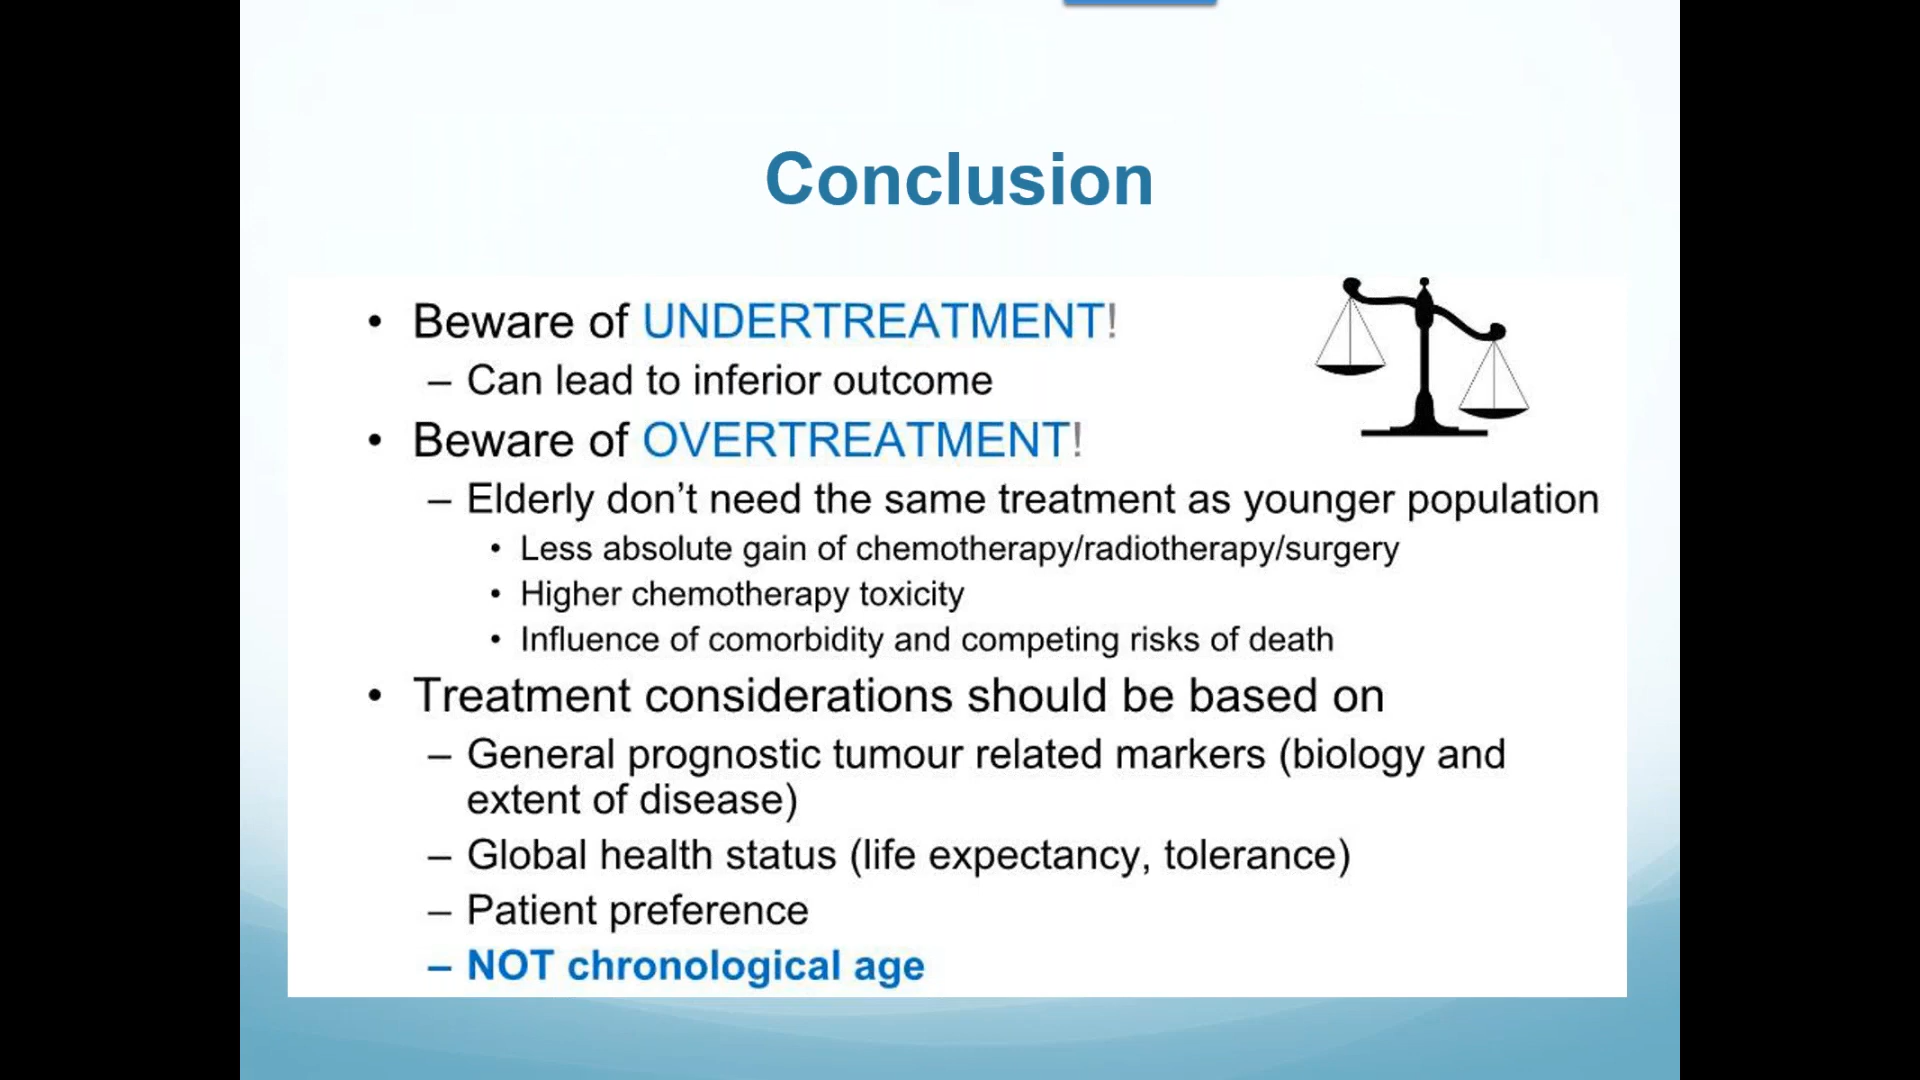 Conclusion
• Beware of UNDERTREATMENT!
– Can lead to inferior outcome
• Beware of OVERTREATMENT!
– Elderly don’t need the same treatment as younger population
• Less absolute gain of chemotherapy/radiotherapy/surgery
• Higher chemotherapy toxicity
• Influence of comorbidity and competing risks of death
• Treatment considerations should be based on
– General prognostic tumour related markers (biology and
extent of disease)
– Global health status (life expectancy, tolerance)
– Patient preference
– NOT chronological age